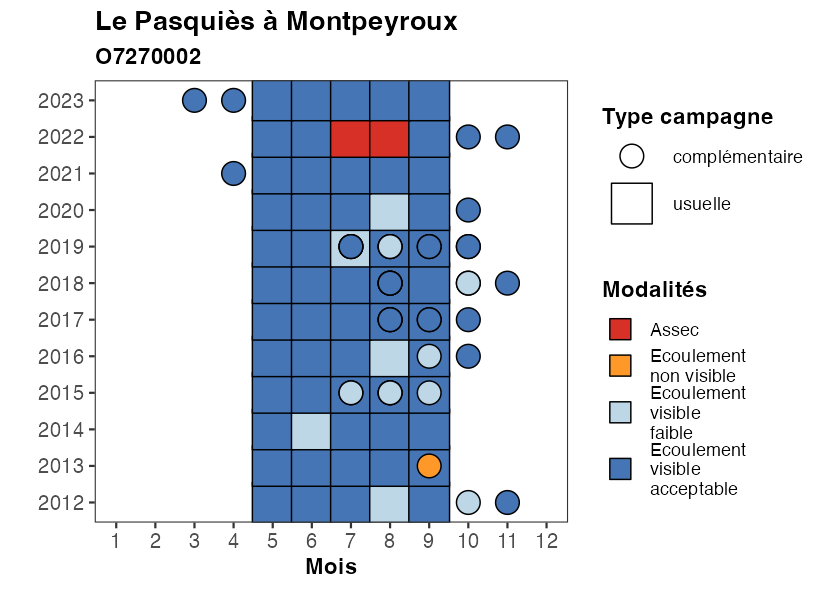 Le Pasquiès à Montpeyroux
O7270002
2023
2022
2021
2020
2019
2018
2017
2016
2015
2014
2013
2012
1 2 3 4 5 6 7 8 9 10 11 12
Mois
Type campagne
complémentaire
usuelle
Modalités
Assec
Ecoulement
non visible
Ecoulement
visible
faible
Ecoulement
visible
acceptable